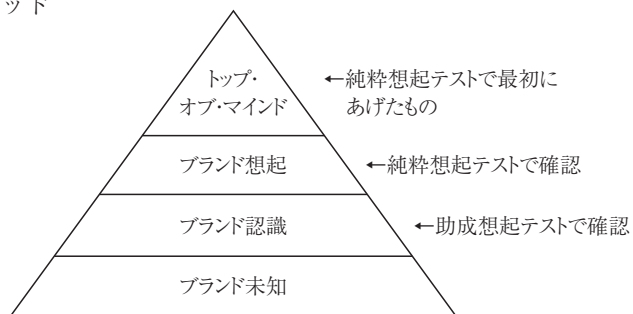 ッド
トップ・
オブ・マインド
←純粋想起テストで最初に
あげたもの
ブランド想起
←純粋想起テストで確認
ブランド認識
←助成想起テストで確認
ブランド未知